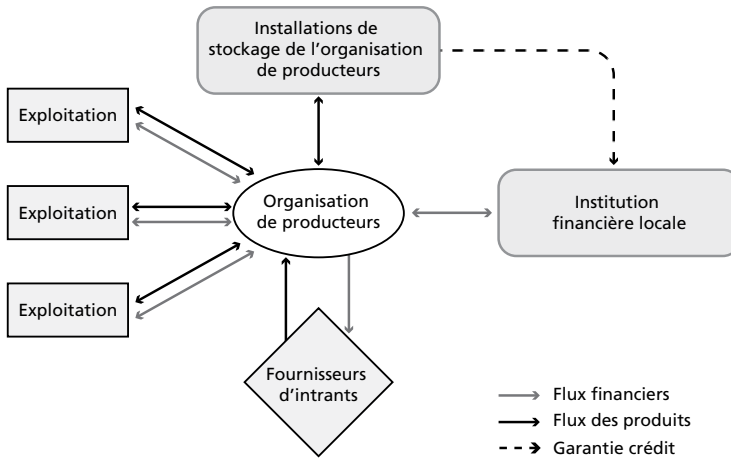 Installations de
stockage de l’organisation
de producteurs
Exploitation
Exploitation
Exploitation
Organisation
de producteurs
Institution
financière locale
Fournisseurs
d’intrants
Flux financiers
Flux des produits
Garantie crédit